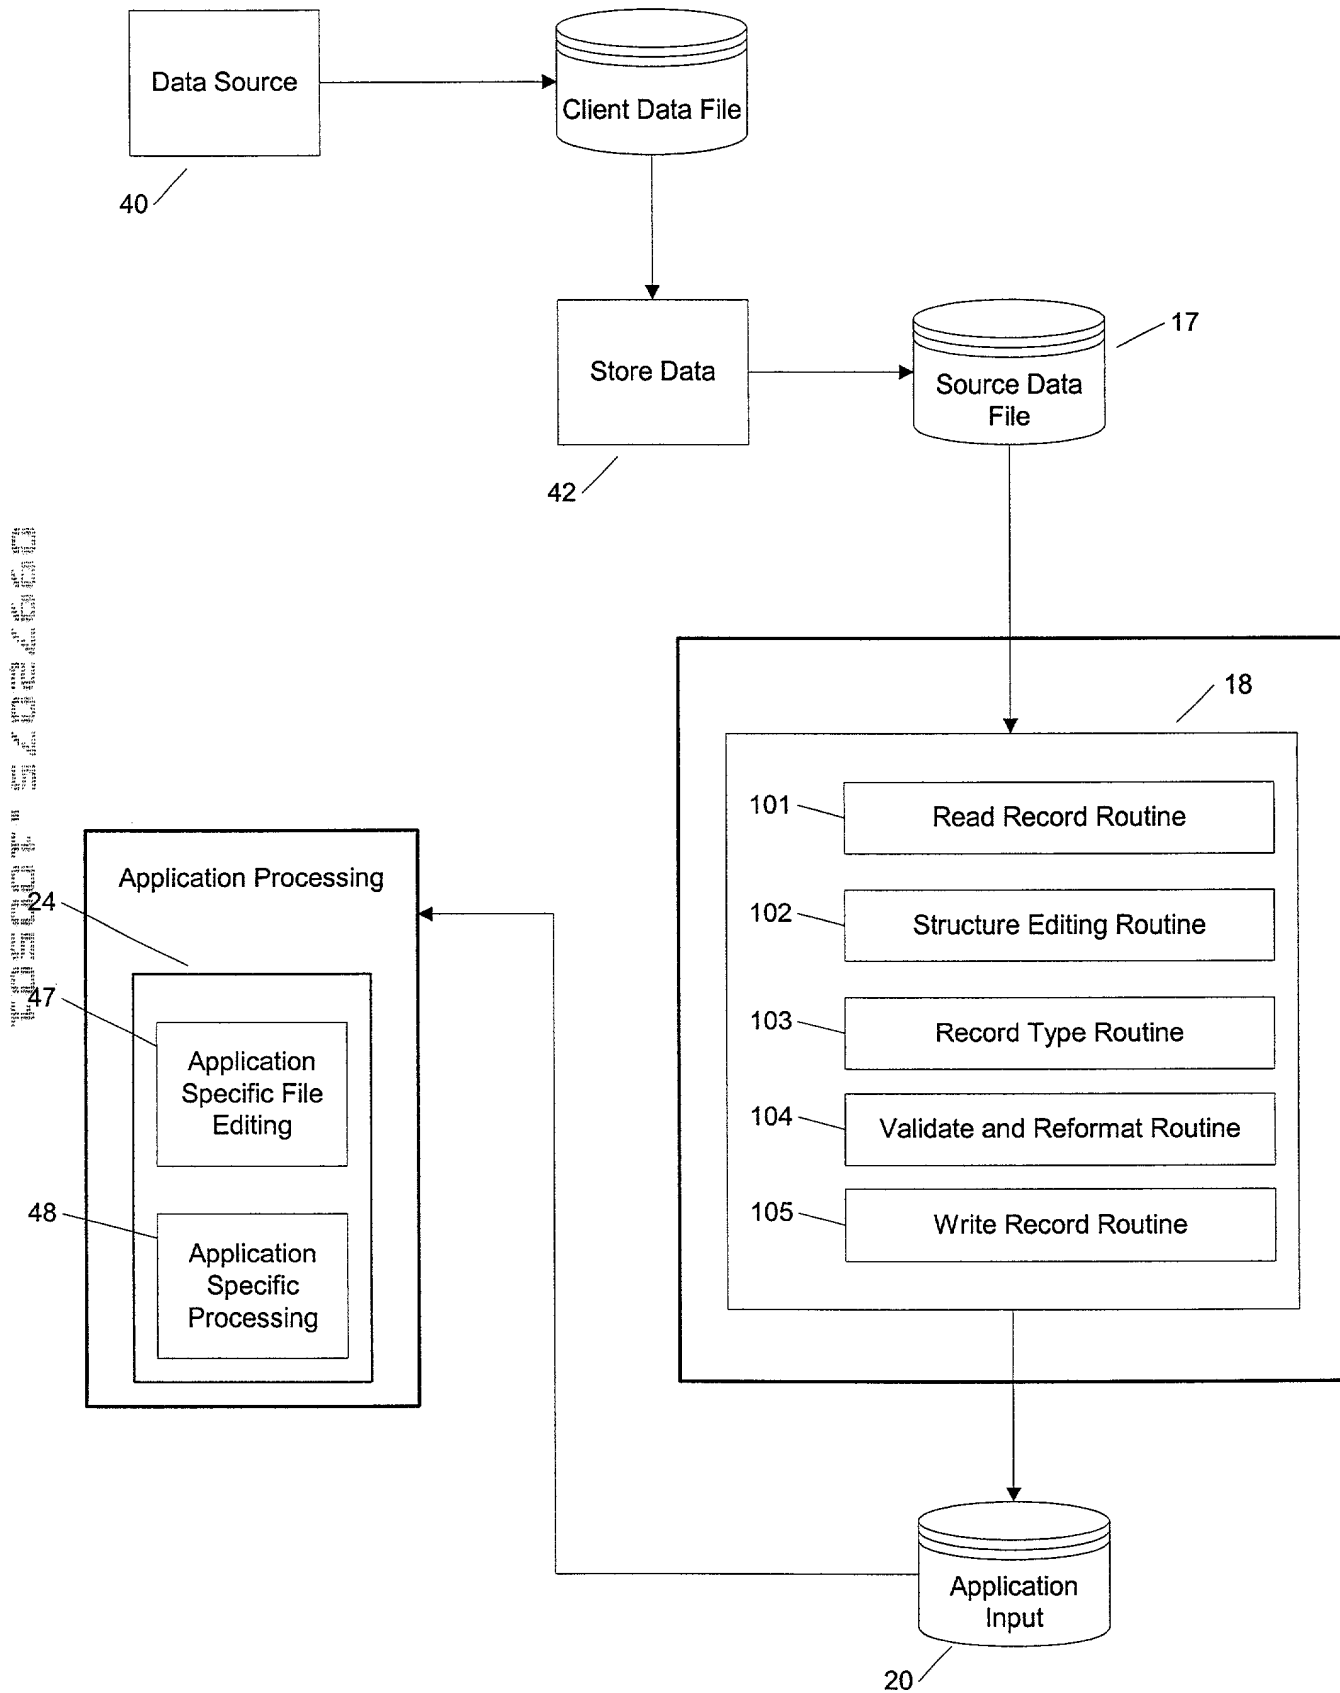 Data Source
Client Data File
40
Store Data
Source Data
File
17
42
18
101
Read Record Routine
102
Structure Editing Routine
103
Record Type Routine
104
Validate and Reformat Routine
105
Write Record Routine
Application Processing
24
47
Application
Specific File
Editing
48
Application
Specific
Processing
Application
Input
20